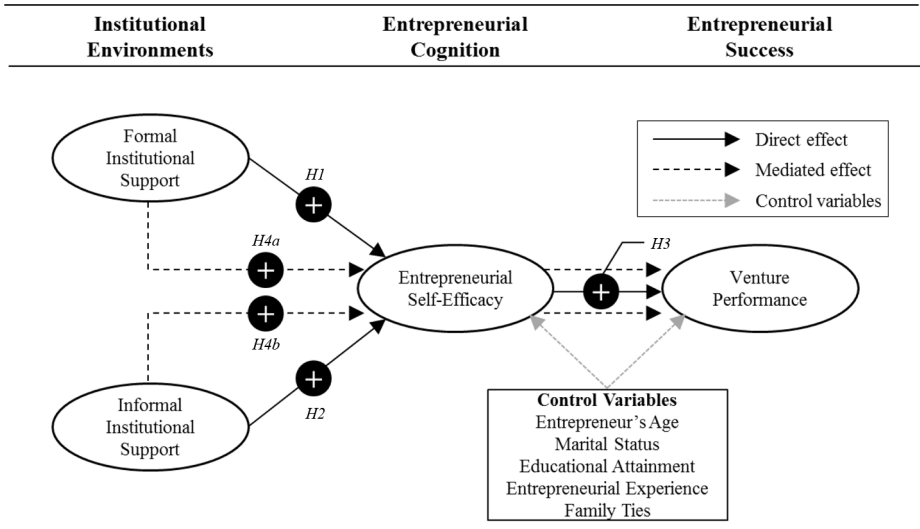 Institutional
Environments
Entrepreneurial
Cognition
Entrepreneurial
Success
Formal
Institutional
Support
Direct effect
Mediated effect
Control variables
H1
H4a
H3
+
+
Entrepreneurial
Self-Efficacy
+
Venture
Performance
+
H4b
+
H2
Informal
Institutional
Support
Control Variables
Entrepreneur’s Age
Marital Status
Educational Attainment
Entrepreneurial Experience
Family Ties